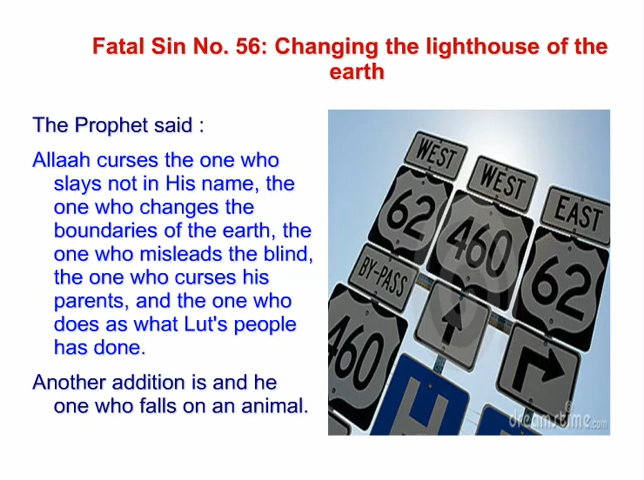 Fatal Sin No. 56: Changing the lighthouse of the
earth
The Prophet said :
Allaah curses the one who
slays not in His name, the
one who changes the
boundaries of the earth, the
one who misleads the blind,
the one who curses his
parents, and the one who
does as what Lut's people
has done.
Another addition is and he
one who falls on an animal.
WEST
WEST
EAST
62
460
62
BY-PASS
460
H
dreamstime.com